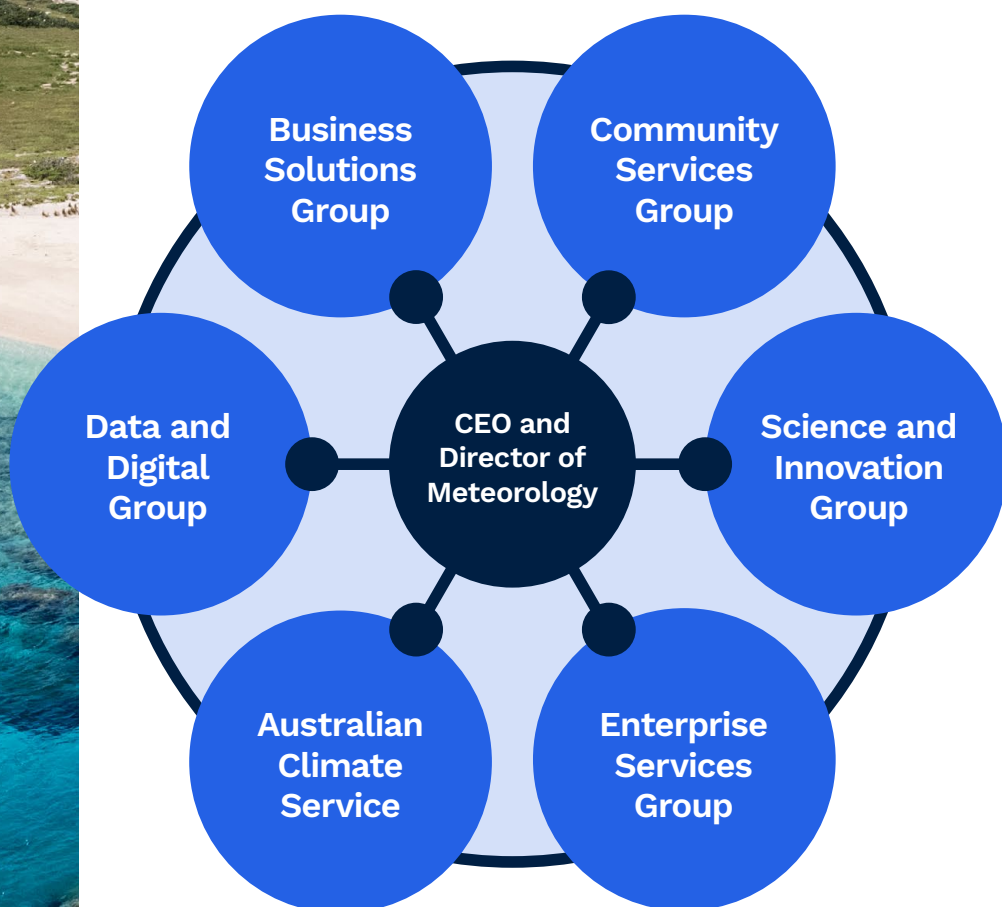 Business
Solutions
Group
Community
Services
Group
Data and
Digital
Group
CEO and
Director of
Meteorology
Science and
Innovation
Group
Australian
Climate
Service
Enterprise
Services
Group